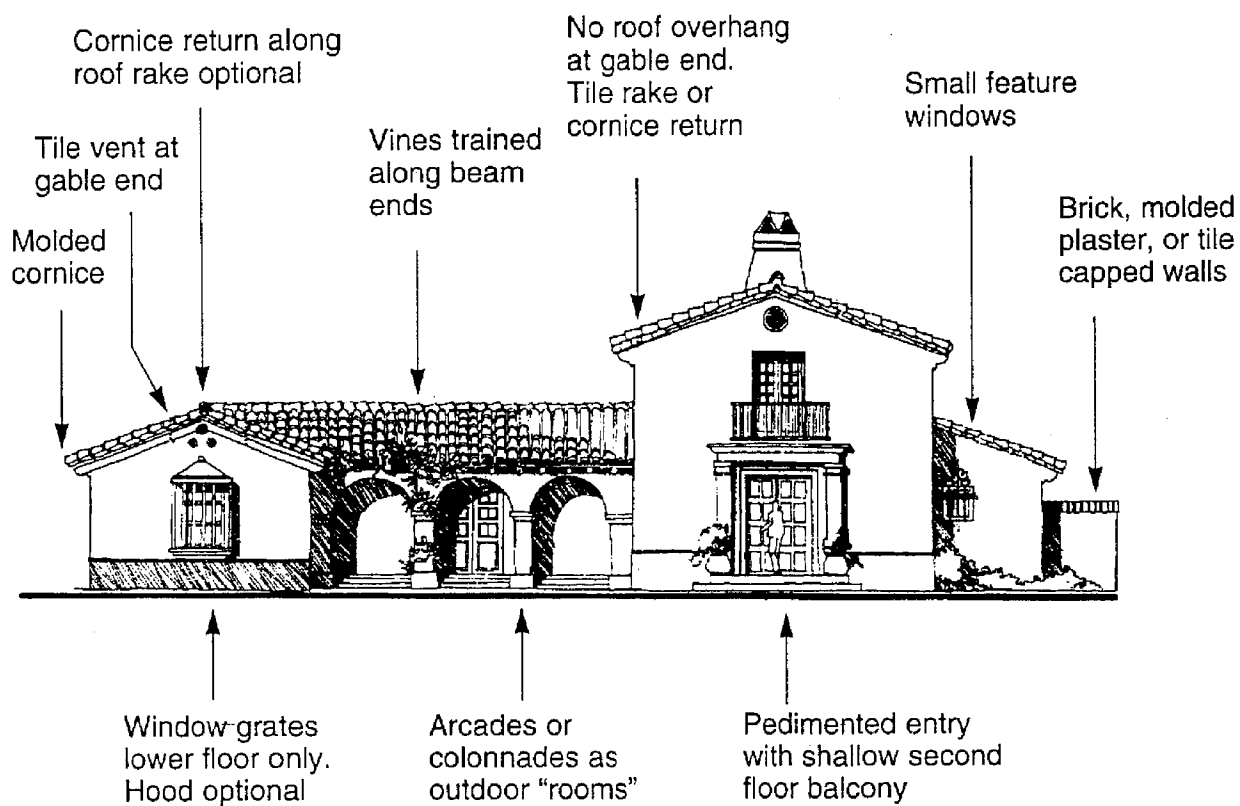 Cornice return along
roof rake optional
No roof overhang
at gable end.
Tile rake or
cornice return
Small feature
windows
Tile vent at
gable end
Vines trained
along beam
ends
Molded
cornice
Brick, molded
plaster, or tile
capped walls
Window grates
lower floor only.
Hood optional
Arcades or
colonnades as
outdoor “rooms”
Pedimented entry
with shallow second
floor balcony